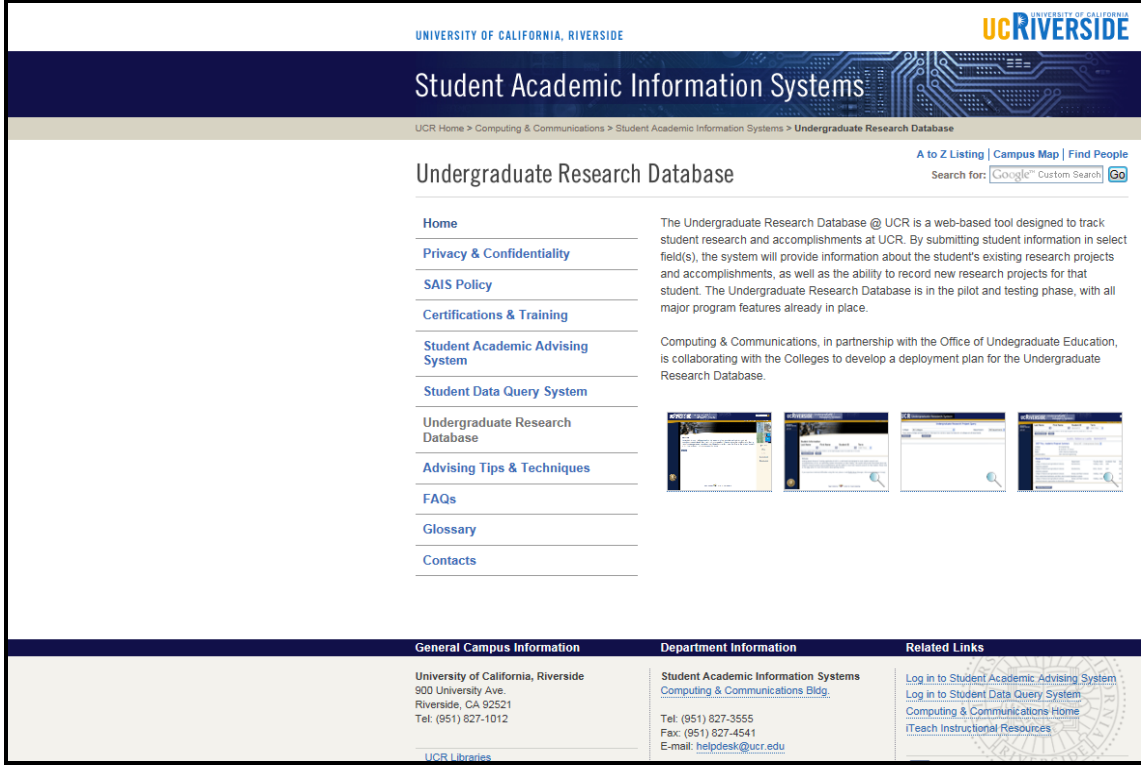 UNIVERSITY OF CALIFORNIA, RIVERSIDE
UNIVERSITY OF CALIFORNIA
UCRIVERSIDE
Student Academic Information Systems
UCR Home > Computing & Communications > Student Academic Information Systems > Undergraduate Research Database
A to Z Listing | Campus Map | Find People
Undergraduate Research Database
Search for: Google™ Custom Search Go
Home
Privacy & Confidentiality
SAIS Policy
Certifications & Training
Student Academic Advising
System
Student Data Query System
Undergraduate Research
Database
Advising Tips & Techniques
FAQs
Glossary
Contacts
The Undergraduate Research Database @ UCR is a web-based tool designed to track
student research and accomplishments at UCR. By submitting student information in select
field(s), the system will provide information about the student's existing research projects
and accomplishments, as well as the ability to record new research projects for that
student. The Undergraduate Research Database is in the pilot and testing phase, with all
major program features already in place.
Computing & Communications, in partnership with the Office of Undegraduate Education,
is collaborating with the Colleges to develop a deployment plan for the Undergraduate
Research Database.
General Campus Information
University of California, Riverside
900 University Ave.
Riverside, CA 92521
Tel: (951) 827-1012
UCR Libraries
Department Information
Student Academic Information Systems
Computing & Communications Bldg.
Tel: (951) 827-3555
Fax: (951) 827-4541
E-mail: helpdesk@ucr.edu
Related Links
Log in to Student Academic Advising System
Log in to Student Data Query System
Computing & Communications Home
iTeach Instructional Resources